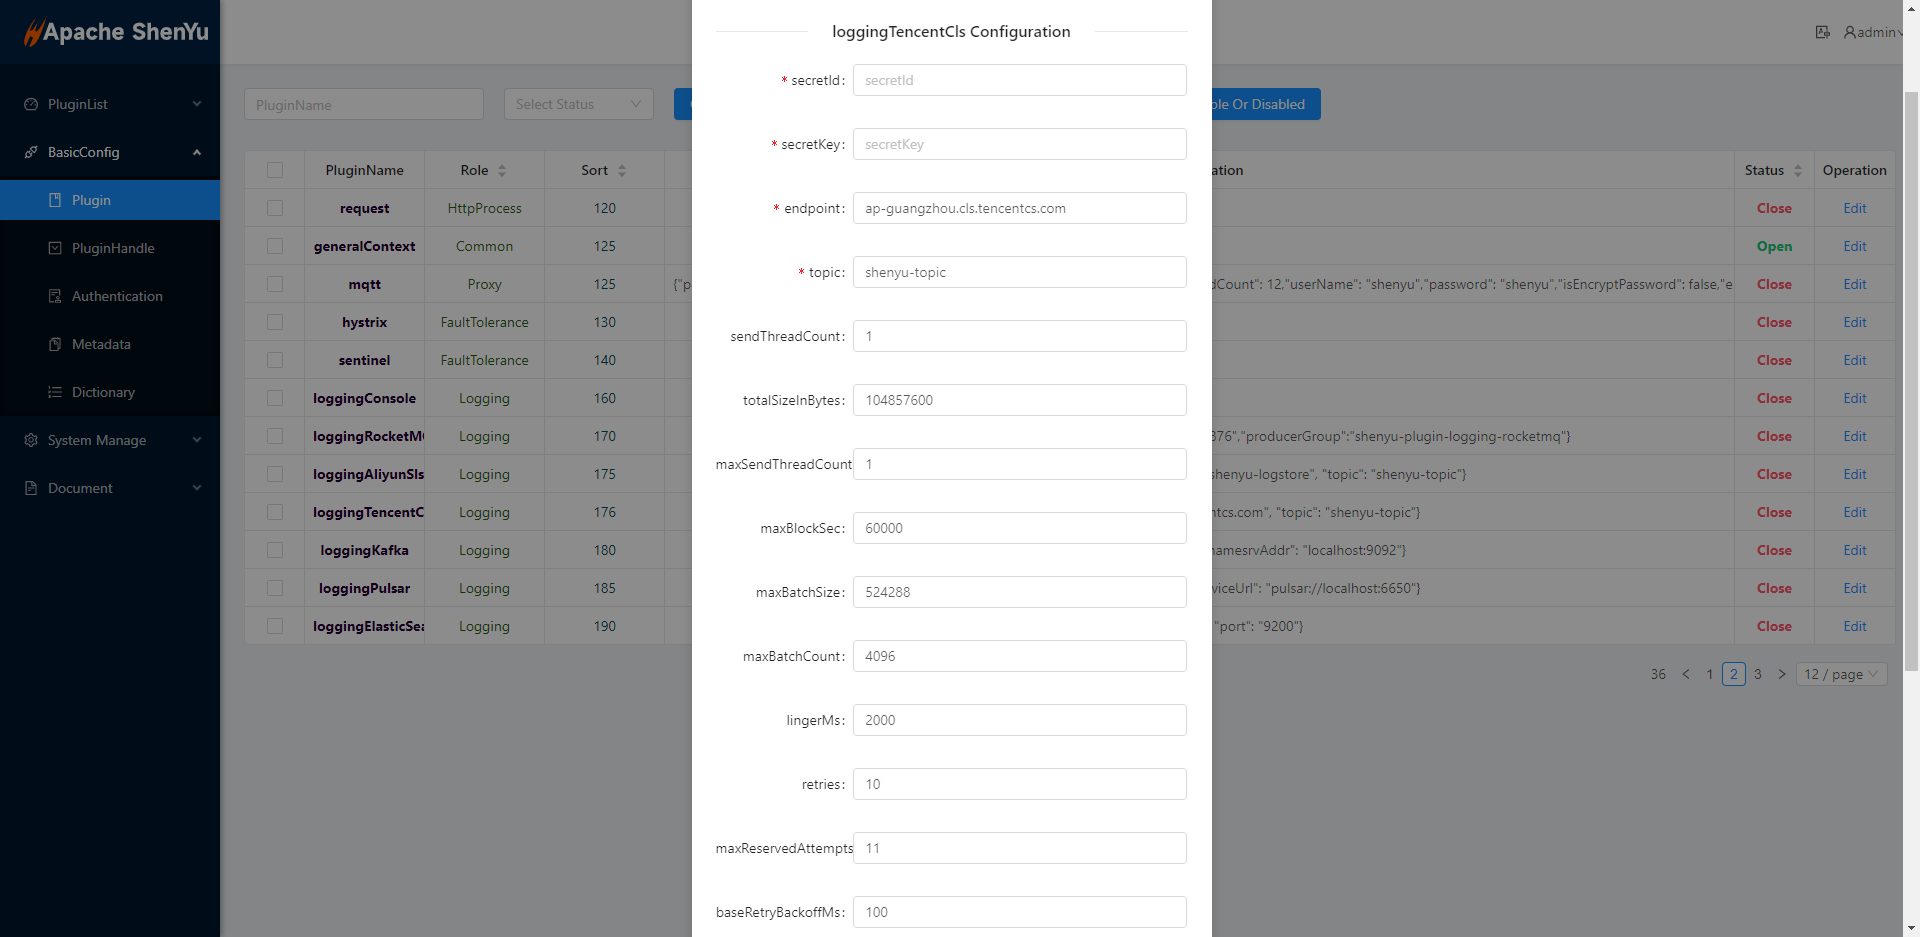 Apache ShenYu
admin
PluginList
BasicConfig
Plugin
PluginHandle
Authentication
Metadata
Dictionary
System Manage
Document
PluginName
Select Status
ble Or Disabled
PluginName Role Sort ation Status Operation
request HttpProcess 120 Close Edit
generalContext Common 125 Open Edit
mqtt Proxy 125 {"p dCount": 12,"userName": "shenyu","password": "shenyu","isEncryptPassword": false,"e Close Edit
hystrix FaultTolerance 130 Close Edit
sentinel FaultTolerance 140 Close Edit
loggingConsole Logging 160 Close Edit
loggingRocketM Logging 170 376","producerGroup":"shenyu-plugin-logging-rocketmq"} Close Edit
loggingAliyunSls Logging 175 shenyu-logstore", "topic": "shenyu-topic"} Close Edit
loggingTencentC Logging 176 ntcs.com", "topic": "shenyu-topic"} Close Edit
loggingKafka Logging 180 namesrvAddr": "localhost:9092"} Close Edit
loggingPulsar Logging 185 viceUrl": "pulsar://localhost:6650"} Close Edit
loggingElasticSea Logging 190 "port": "9200"} Close Edit
36 < 1 2 3 > 12 / page
loggingTencentCls Configuration
* secretId: secretId
* secretKey: secretKey
* endpoint: ap-guangzhou.cls.tencentcs.com
* topic: shenyu-topic
sendThreadCount: 1
totalSizeInBytes: 104857600
maxSendThreadCount 1
maxBlockSec: 60000
maxBatchSize: 524288
maxBatchCount: 4096
lingerMs: 2000
retries: 10
maxReservedAttempts 11
baseRetryBackoffMs: 100